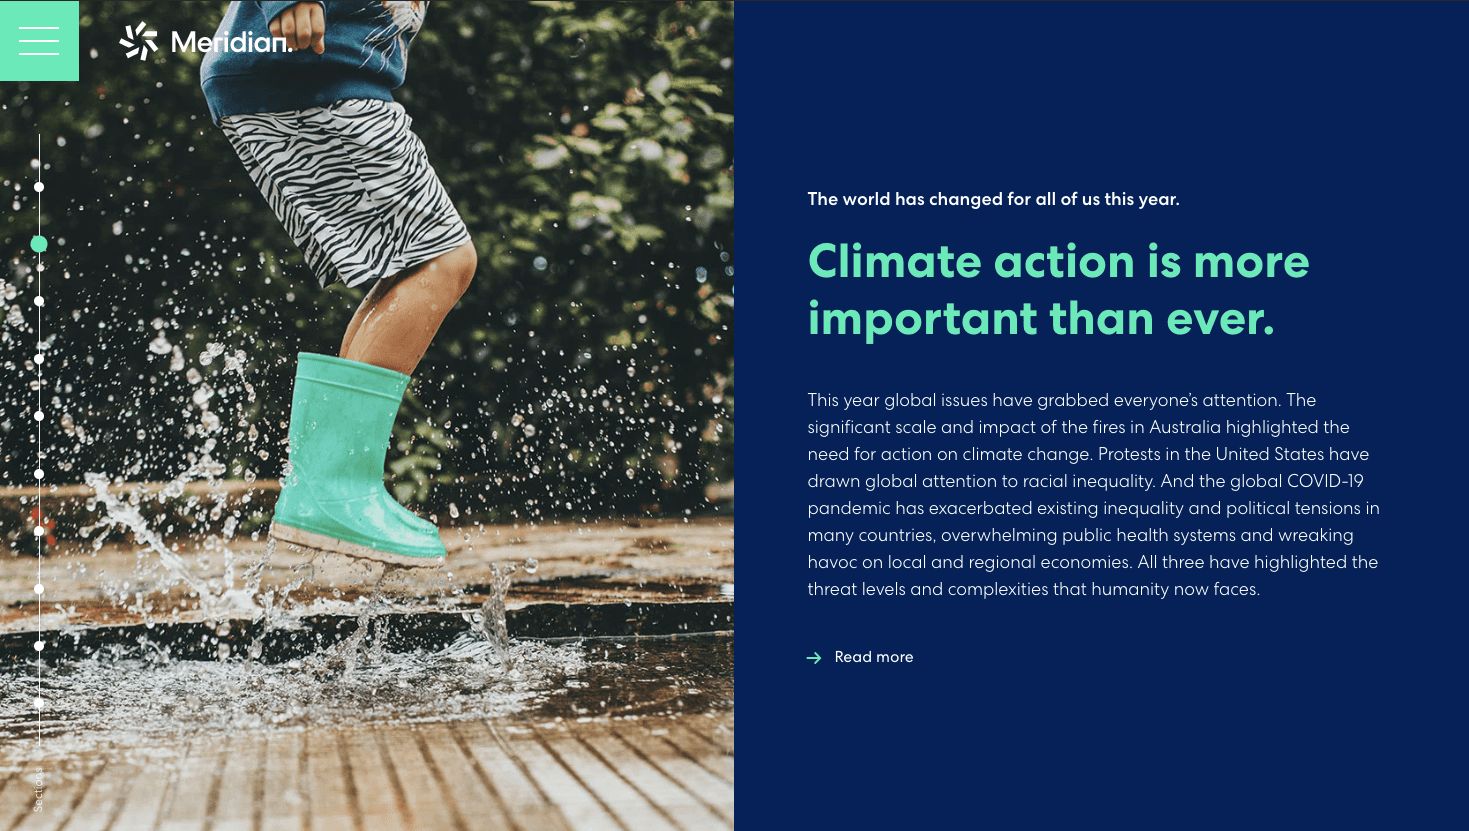 Meridian.
The world has changed for all of us this year.
Climate action is more
important than ever.
This year global issues have grabbed everyone's attention. The
significant scale and impact of the fires in Australia highlighted the
need for action on climate change. Protests in the United States have
drawn global attention to racial inequality. And the global COVID-19
pandemic has exacerbated existing inequality and political tensions in
many countries, overwhelming public health systems and wreaking
havoc on local and regional economies. All three have highlighted the
threat levels and complexities that humanity now faces.
→ Read more
Sections